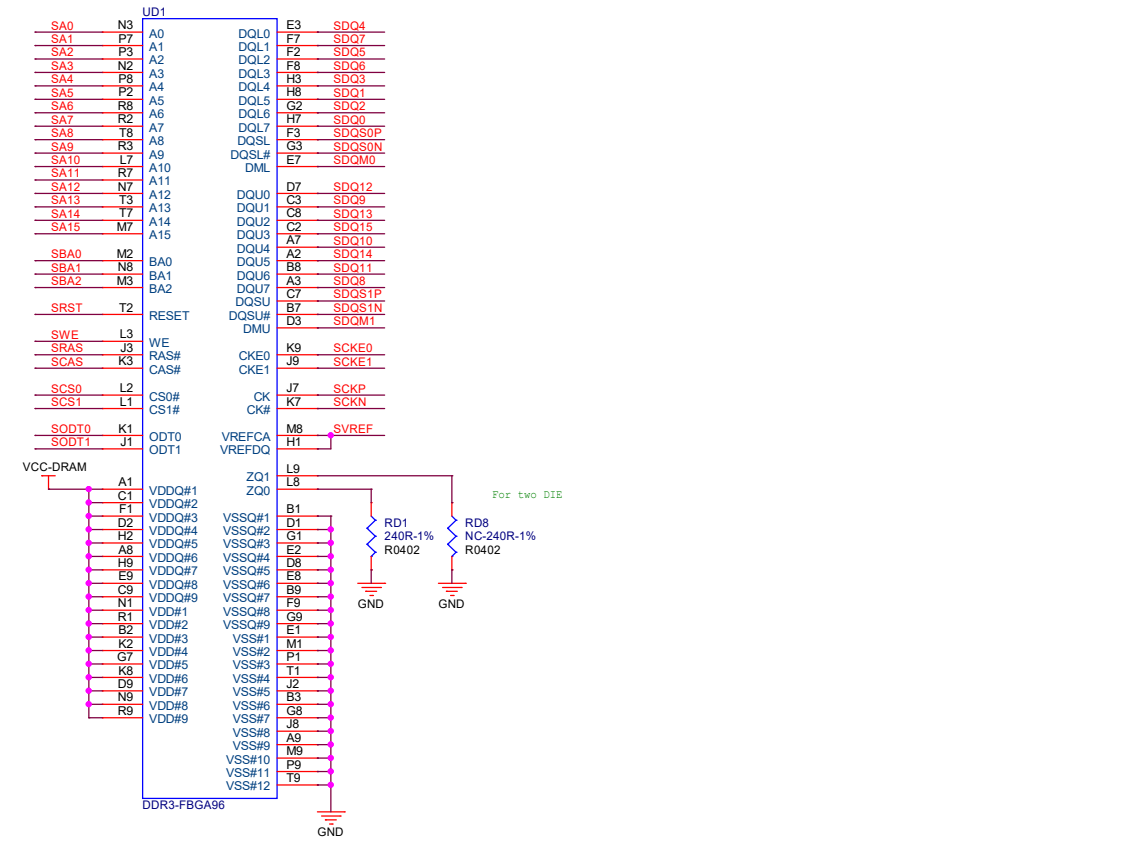 UD1
SA0 N3 A0 DQL0 E3 SDQ4
SA1 P7 A1 DQL1 F7 SDQ7
SA2 P3 A2 DQL2 F2 SDQ5
SA3 N2 A3 DQL3 F8 SDQ6
SA4 P8 A4 DQL4 H3 SDQ3
SA5 P2 A5 DQL5 H8 SDQ1
SA6 R8 A6 DQL6 G2 SDQ2
SA7 R2 A7 DQL7 H7 SDQ0
SA8 T8 A8 DQSL F3 SDQS0P
SA9 R3 A9 DQSL# G3 SDQS0N
SA10 L7 A10 DML E7 SDQM0
SA11 R7 A11
SA12 N7 A12 DQU0 D7 SDQ12
SA13 T3 A13 DQU1 C3 SDQ9
SA14 T7 A14 DQU2 C8 SDQ13
SA15 M7 A15 DQU3 C2 SDQ15
DQU4 A7 SDQ10
SBA0 M2 BA0 DQU5 A2 SDQ14
SBA1 N8 BA1 DQU6 B8 SDQ11
SBA2 M3 BA2 DQU7 A3 SDQ8
DQSU C7 SDQS1P
SRST T2 RESET DQSU# B7 SDQS1N
DMU D3 SDQM1
SWE L3 WE
SRAS J3 RAS# CKE0 K9 SCKE0
SCAS K3 CAS# CKE1 J9 SCKE1
SCS0 L2 CS0# CK J7 SCKP
SCS1 L1 CS1# CK# K7 SCKN
SODT0 K1 ODT0 VREFCA M8 SVREF
SODT1 J1 ODT1 VREFDQ H1
VCC-DRAM
ZQ1 L9
A1 VDDQ#1 ZQ0 L8
For two DIE
C1 VDDQ#2
F1 VDDQ#3 VSSQ#1 B1
D2 VDDQ#4 VSSQ#2 D1
H2 VDDQ#5 VSSQ#3 G1
A8 VDDQ#6 VSSQ#4 E2
H9 VDDQ#7 VSSQ#5 D8
E9 VDDQ#8 VSSQ#6 E8
C9 VDDQ#9 VSSQ#7 B9
N1 VDD#1 VSSQ#8 F9
R1 VDD#2 VSSQ#9 G9
B2 VDD#3 VSS#1 E1
K2 VDD#4 VSS#2 M1
G7 VDD#5 VSS#3 P1
K8 VDD#6 VSS#4 T1
D9 VDD#7 VSS#5 J2
N9 VDD#8 VSS#6 B3
R9 VDD#9 VSS#7 G8
VSS#8 J8
VSS#9 A9
VSS#10 M9
VSS#11 P9
VSS#12 T9
RD1
240R-1%
R0402
GND
RD8
NC-240R-1%
R0402
GND
DDR3-FBGA96
GND